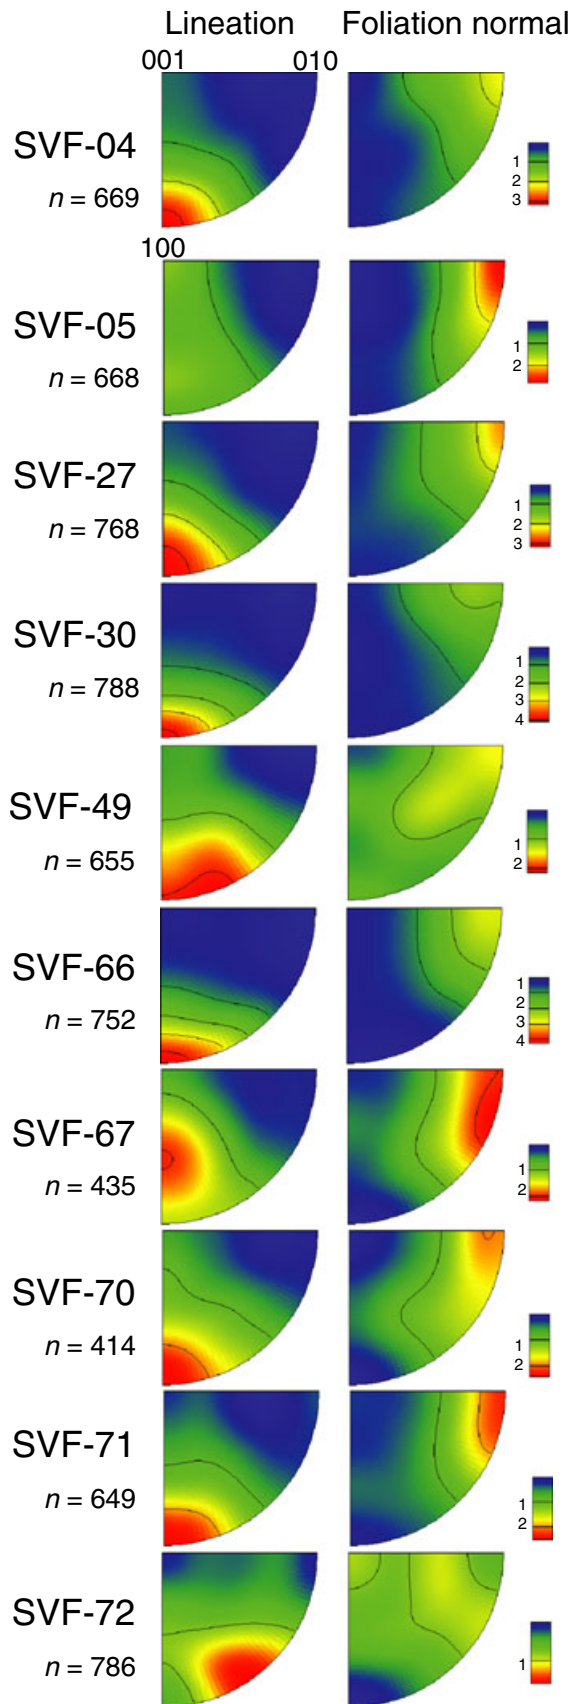 Lineation Foliation normal
001 010
SVF-04
n = 669
1
2
3
100
SVF-05
n = 668
1
2
SVF-27
n = 768
1
2
3
SVF-30
n = 788
1
2
3
4
SVF-49
n = 655
1
2
SVF-66
n = 752
1
2
3
4
SVF-67
n = 435
1
2
SVF-70
n = 414
1
2
SVF-71
n = 649
1
2
SVF-72
n = 786
1